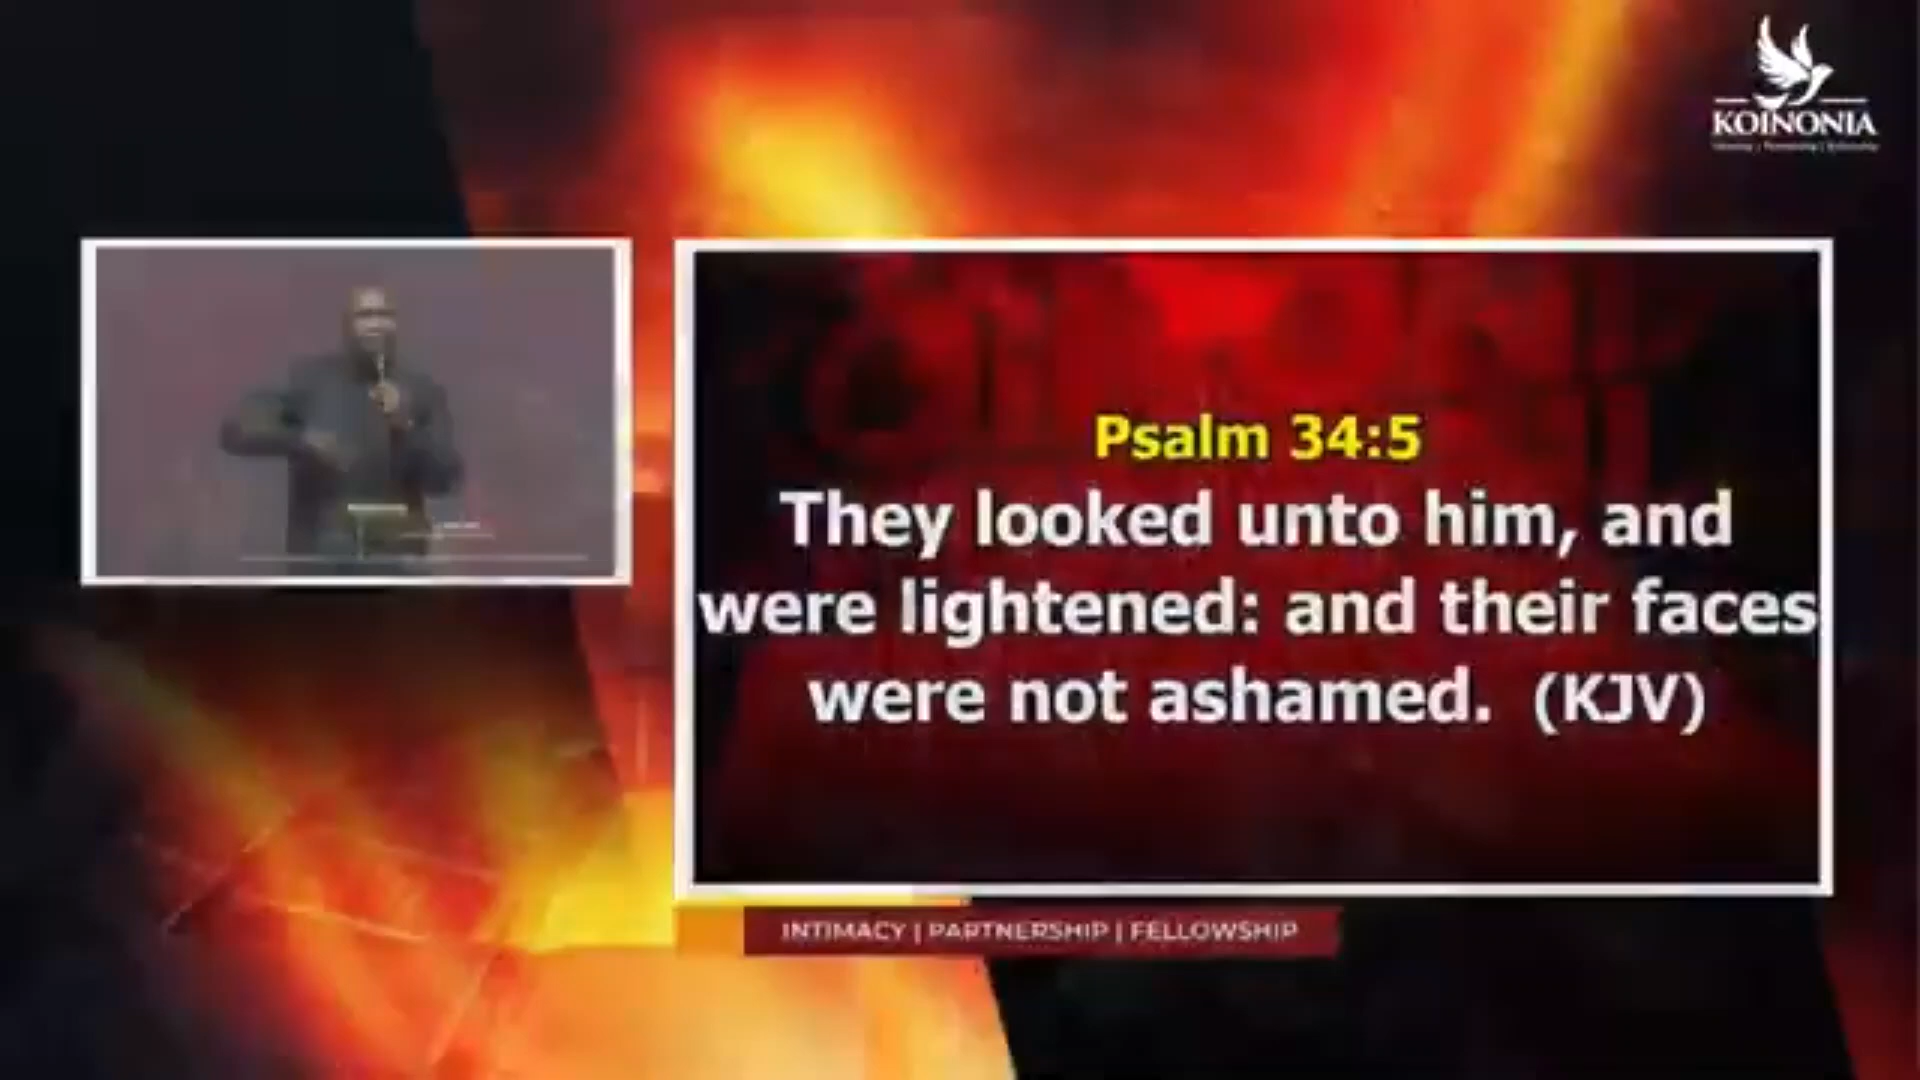 KOINONIA
Psalm 34:5
They looked unto him, and
were lightened: and their faces
were not ashamed. (KJV)
INTIMACY | PARTNERSHIP | FELLOWSHIP